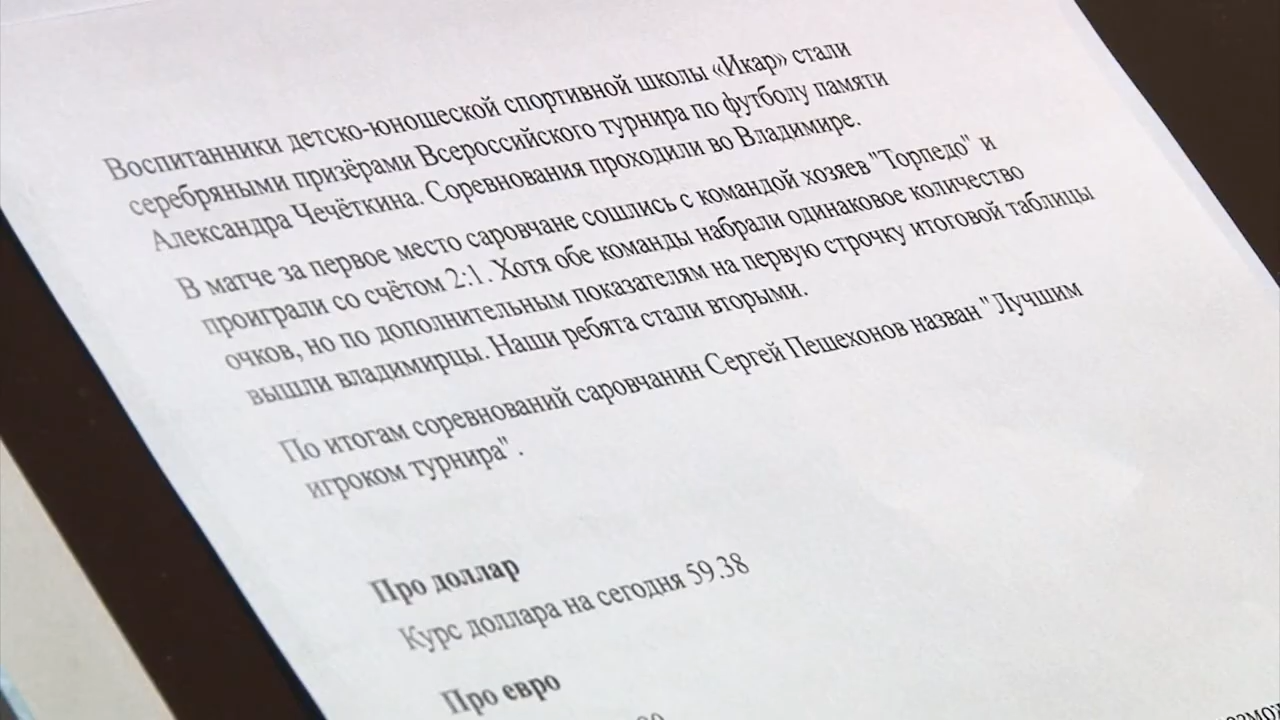 Воспитанники детско-юношеской спортивной школы «Икар» стали
серебряными призёрами Всероссийского турнира по футболу памяти
Александра Чечёткина. Соревнования проходили во Владимире.
В матче за первое место саровчане сошлись с командой хозяев "Торпедо" и
проиграли со счётом 2:1. Хотя обе команды набрали одинаковое количество
очков, но по дополнительным показателям на первую строчку итоговой таблицы
вышли владимирцы. Наши ребята стали вторыми.
По итогам соревнований саровчанин Сергей Пешехонов назван " Лучшим
игроком турнира" .
Про доллар
Курс доллара на сегодня 59.38
Про евро